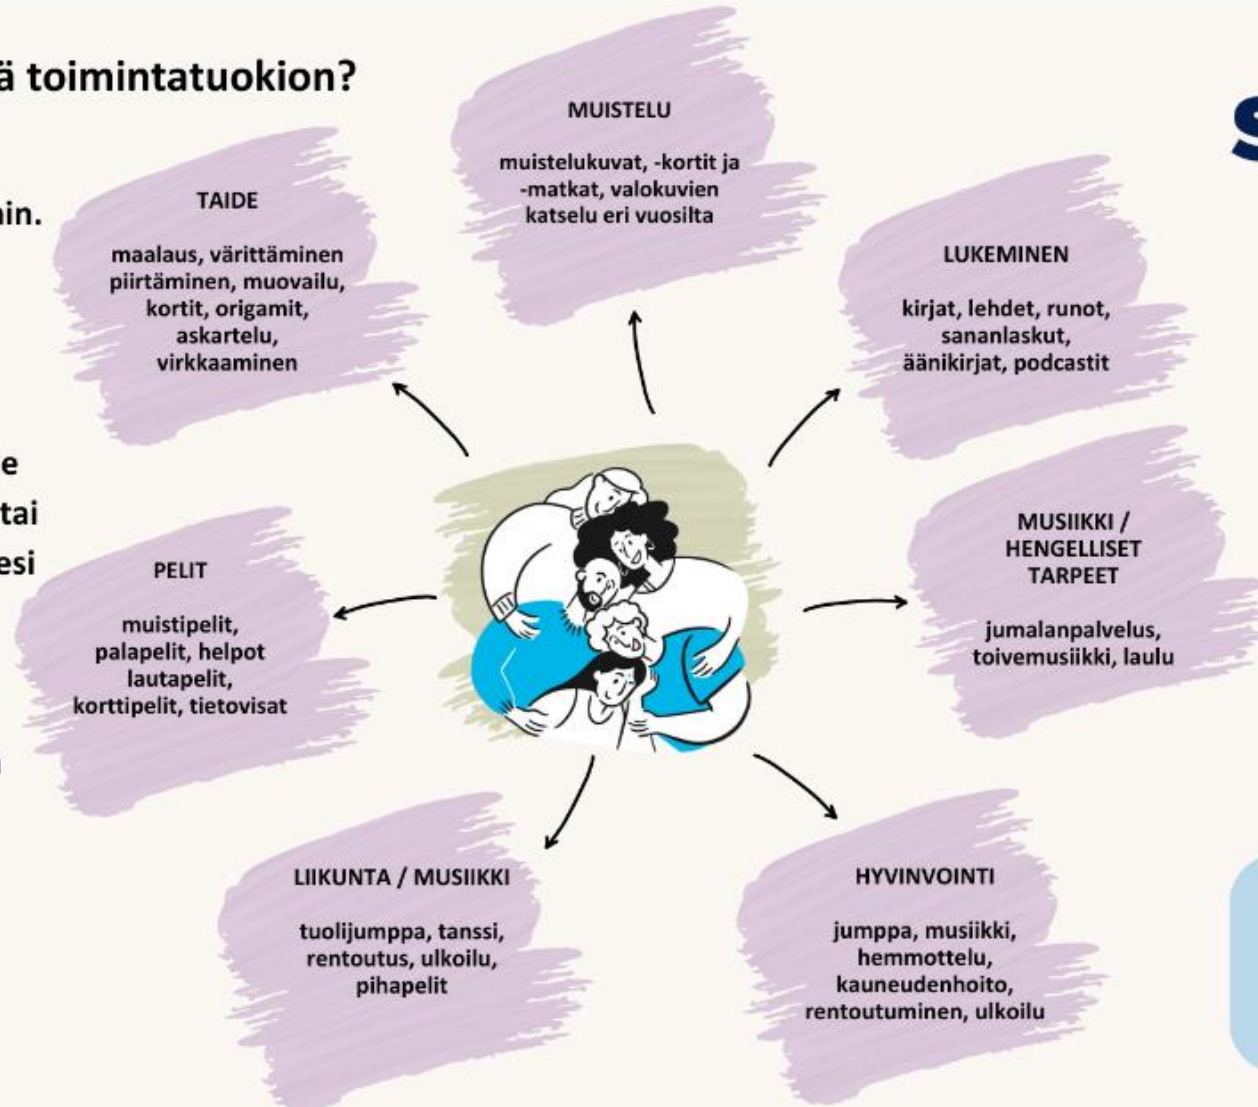 ä toimintatuokion?
in.
e
tai
esi
TAIDE
maalaus, värittäminen
piirtäminen, muovailu,
kortit, origamit,
askartelu,
virkkaaminen
MUISTELU
muistelukuvat, -kortit ja
-matkat, valokuvien
katselu eri vuosilta
LUKEMINEN
kirjat, lehdet, runot,
sananlaskut,
äänikirjat, podcastit
MUSIIKKI /
HENGELLISET
TARPEET
jumalanpalvelus,
toivemusiikki, laulu
HYVINVOINTI
jumppa, musiikki,
hemmottelu,
kauneudenhoito,
rentoutuminen, ulkoilu
LIIKUNTA / MUSIIKKI
tuolijumppa, tanssi,
rentoutus, ulkoilu,
pihapelit
PELIT
muistipelit,
palapelit, helpot
lautapelit,
korttipelit, tietovisat